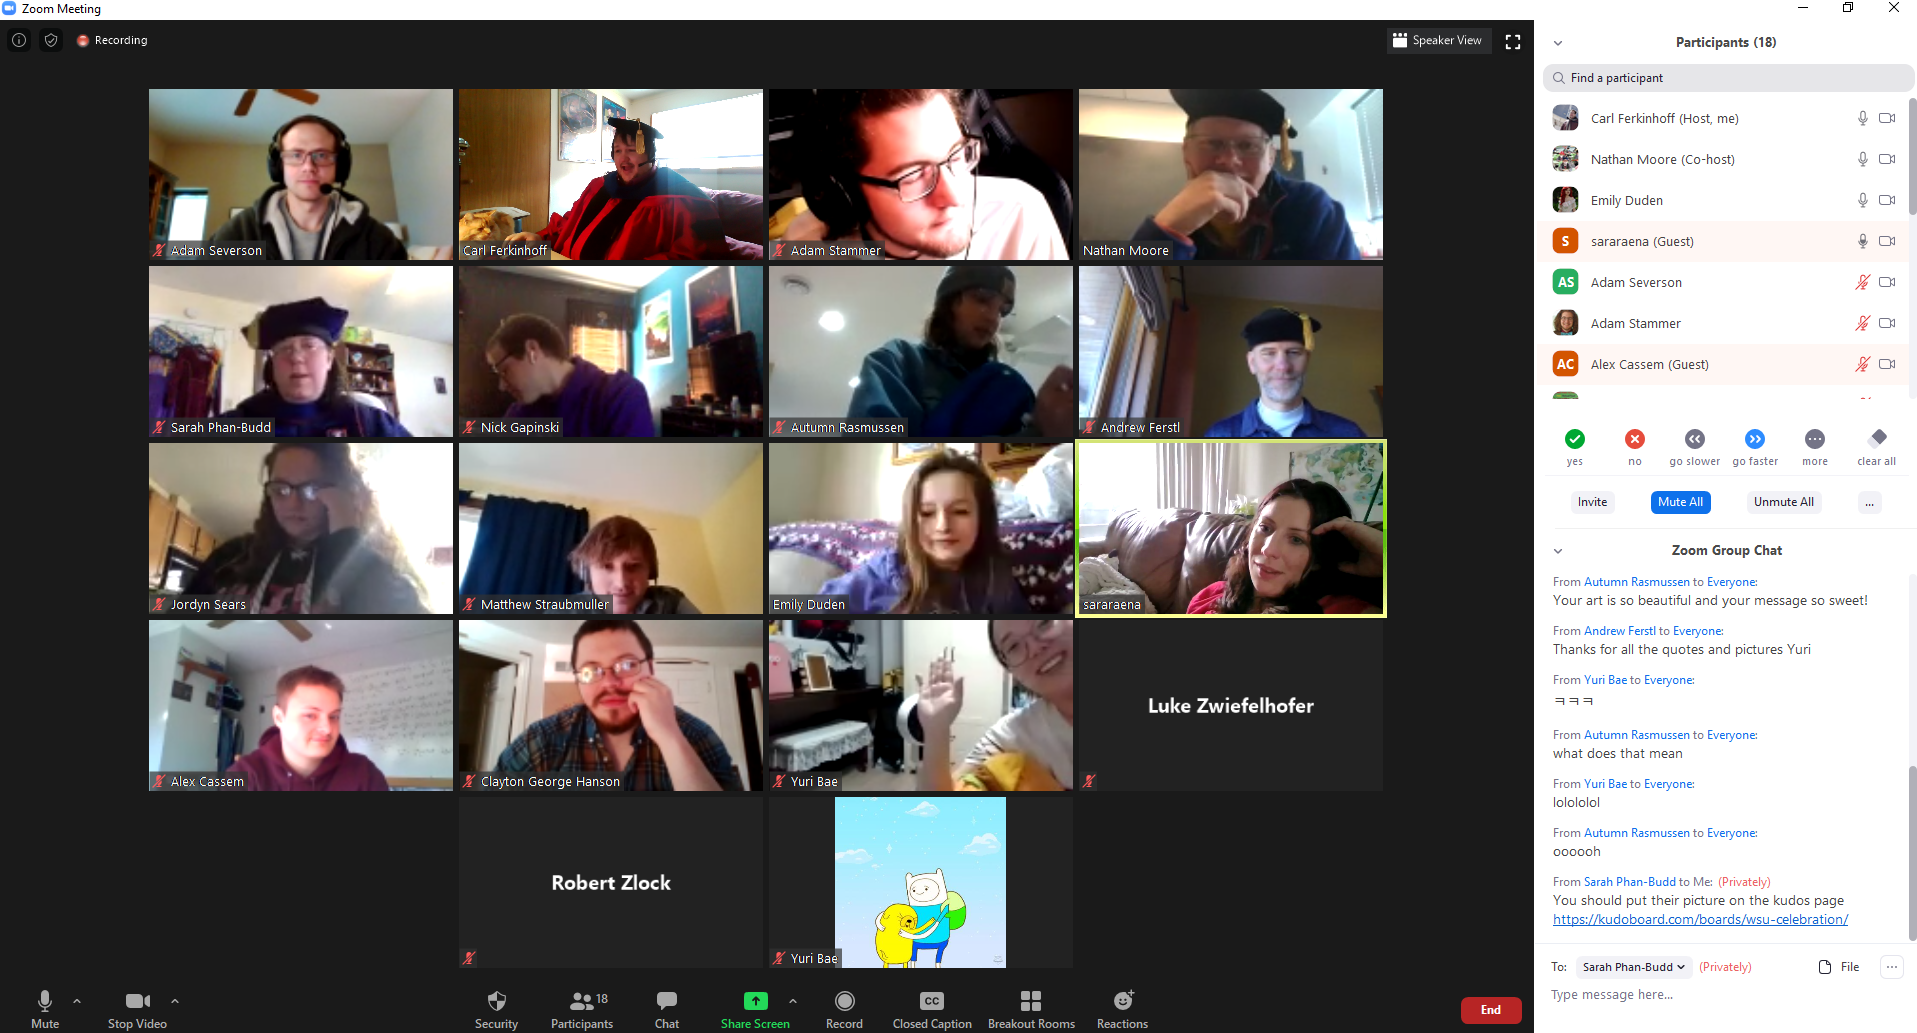 Zoom Meeting
Recording
Speaker View
Adam Severson
Carl Ferkinhoff
Adam Stammer
Nathan Moore
Sarah Phan-Budd
Nick Gapinski
Autumn Rasmussen
Andrew Ferstl
Jordyn Sears
Matthew Straubmuller
Emily Duden
sararaena
Alex Cassem
Clayton George Hanson
Yuri Bae
Luke Zwiefelhofer
Robert Zlock
Yuri Bae
Mute
Stop Video
Security
18
Participants
Chat
Share Screen
Record
CC
Closed Caption
Breakout Rooms
Reactions
End
Participants (18)
Find a participant
Carl Ferkinhoff (Host, me)
Nathan Moore (Co-host)
Emily Duden
S sararaena (Guest)
AS Adam Severson
Adam Stammer
AC Alex Cassem (Guest)
yes no go slower go faster more clear all
Invite Mute All Unmute All ...
Zoom Group Chat
From Autumn Rasmussen to Everyone:
Your art is so beautiful and your message so sweet!
From Andrew Ferstl to Everyone:
Thanks for all the quotes and pictures Yuri
From Yuri Bae to Everyone:
ㅋㅋㅋ
From Autumn Rasmussen to Everyone:
what does that mean
From Yuri Bae to Everyone:
lolololol
From Autumn Rasmussen to Everyone:
oooooh
From Sarah Phan-Budd to Me: (Privately)
You should put their picture on the kudos page
https://kudoboard.com/boards/wsu-celebration/
To: Sarah Phan-Budd (Privately) File
Type message here...